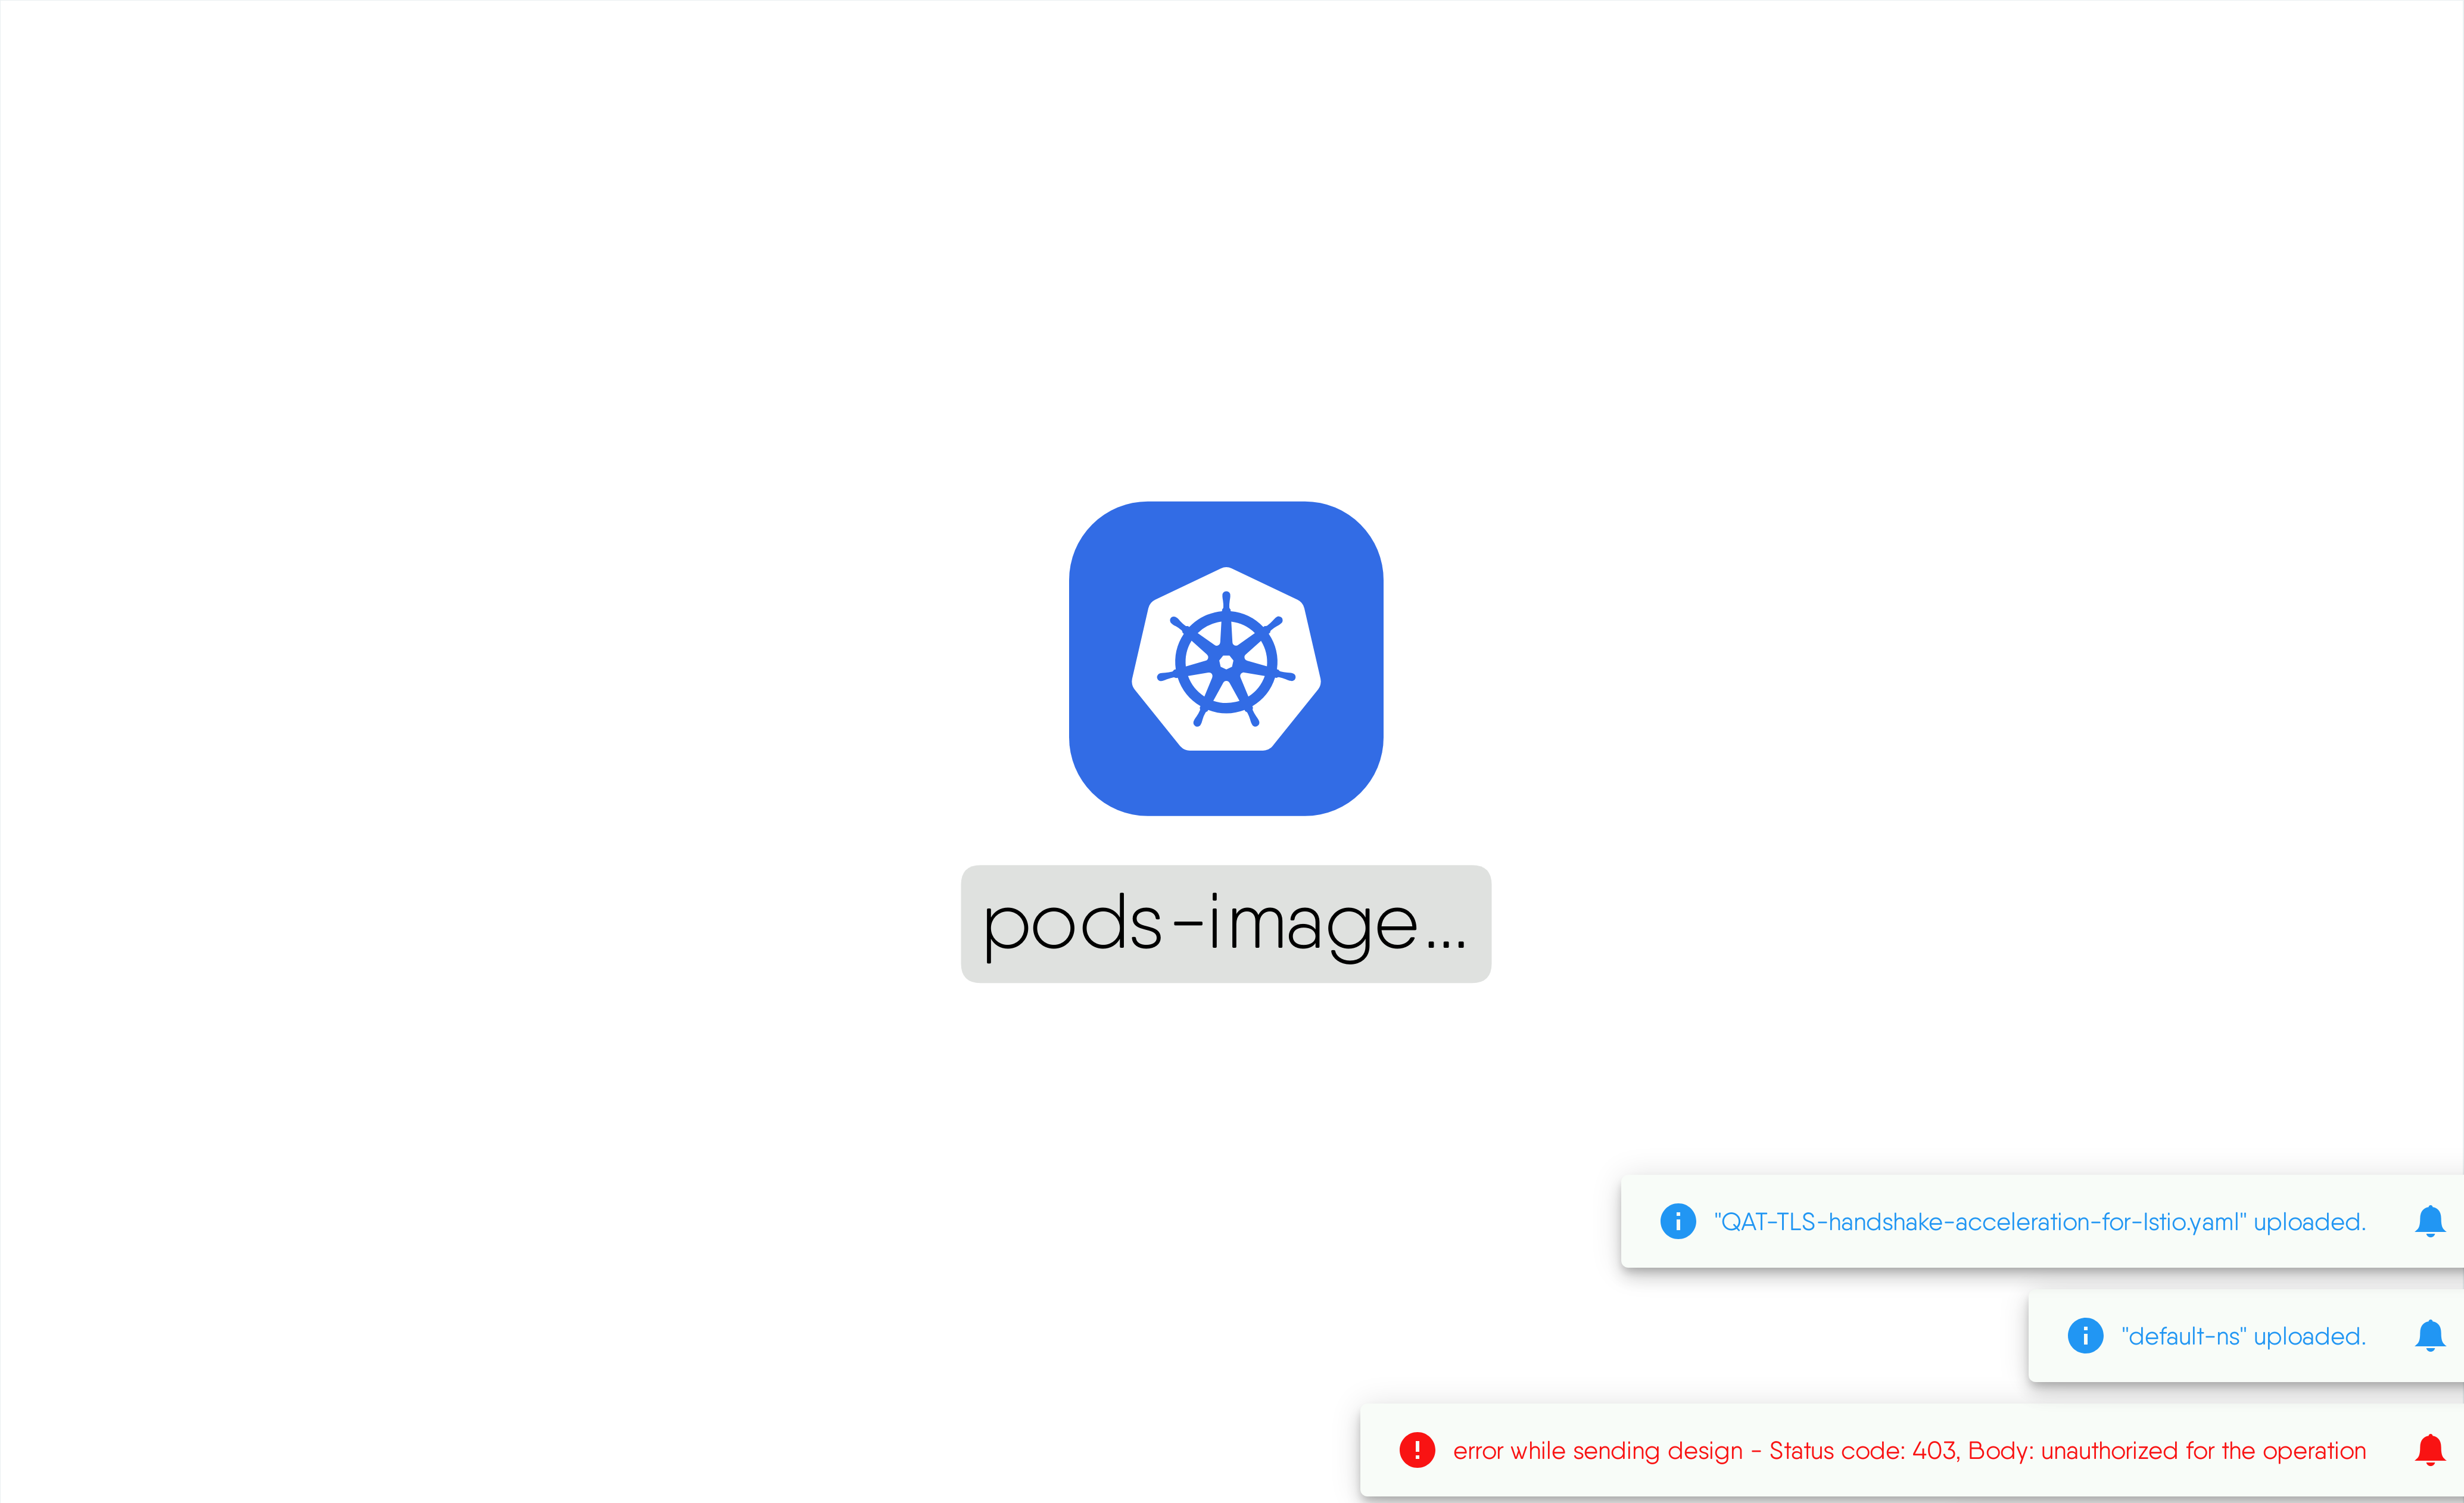 pods-image...
"QAT-TLS-handshake-acceleration-for-Istio.yaml" uploaded.
"default-ns" uploaded.
error while sending design - Status code: 403, Body: unauthorized for the operation